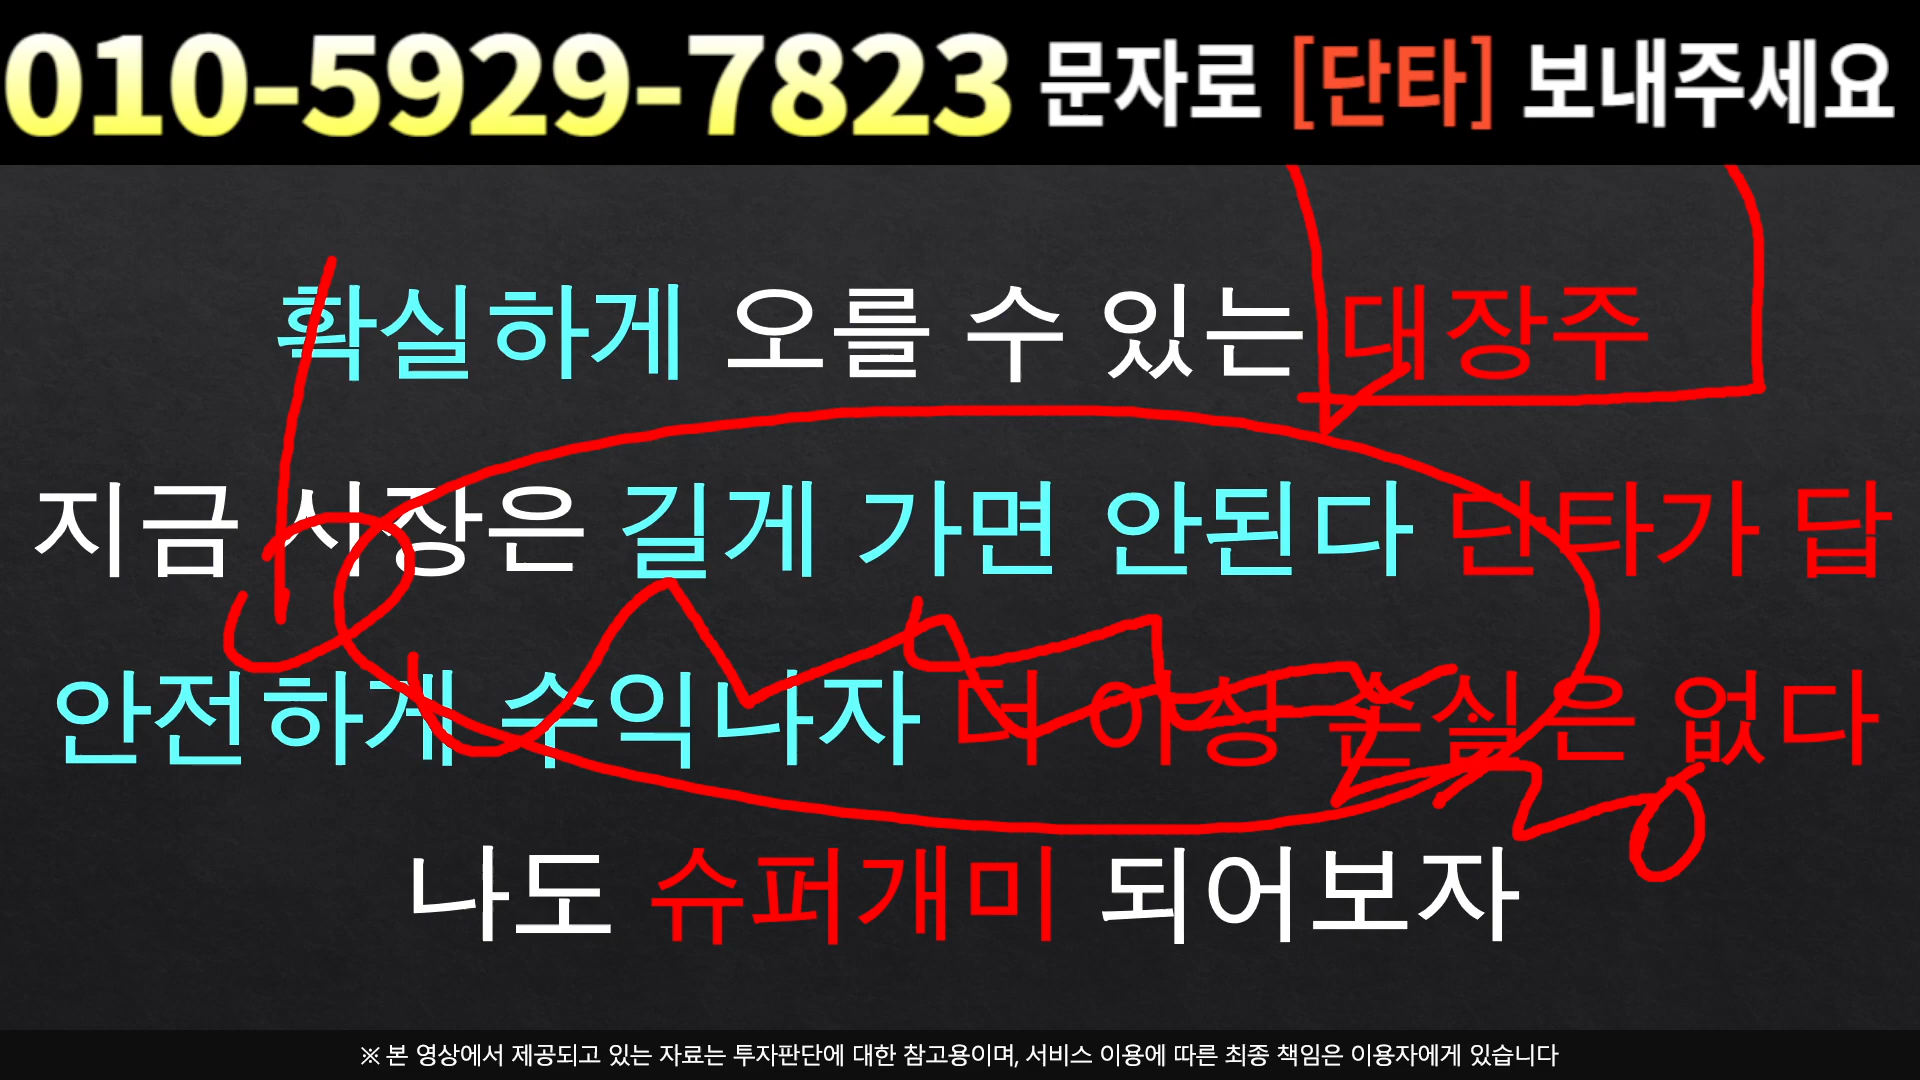 010-5929-7823 문자로 [단타] 보내주세요
확실하게 오를 수 있는 대장주
지금 시장은 길게 가면 안된다 단타가 답
안전하게 수익나자 더 이상 손실은 없다
나도 슈퍼개미 되어보자
※ 본 영상에서 제공되고 있는 자료는 투자판단에 대한 참고용이며, 서비스 이용에 따른 최종 책임은 이용자에게 있습니다